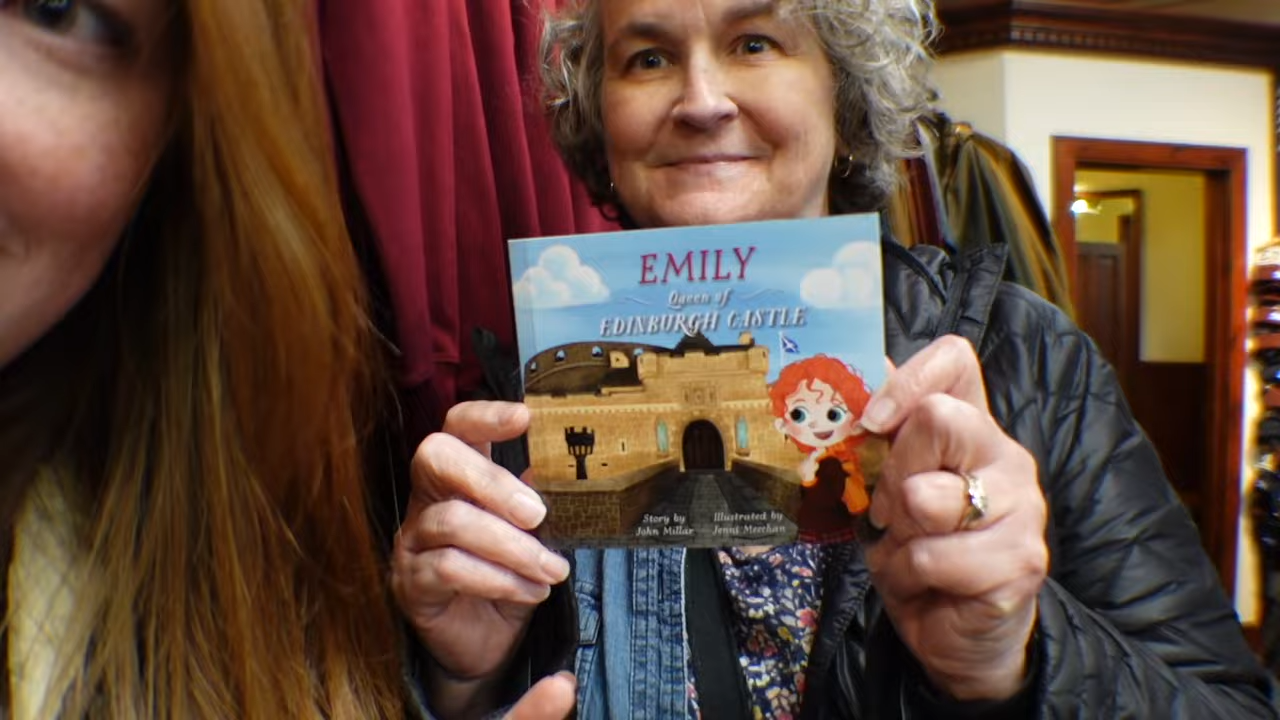 EMILY
Queen of
EDINBURGH CASTLE
Story by Illustrated by
John Millar Jenni Meechan